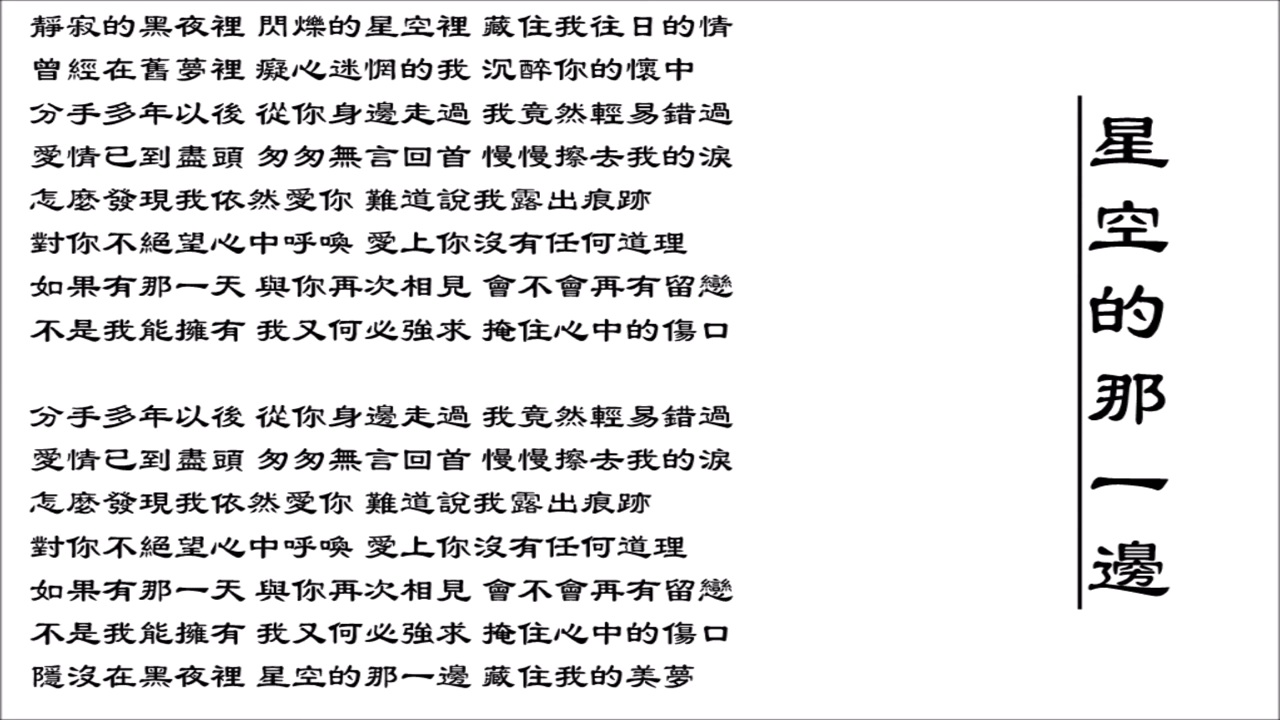 靜寂的黑夜裡 閃爍的星空裡 藏住我往日的情
曾經在舊夢裡 癡心迷惘的我 沉醉你的懷中
分手多年以後 從你身邊走過 我竟然輕易錯過
愛情已到盡頭 匆匆無言回首 慢慢擦去我的淚
怎麼發現我依然愛你 難道說我露出痕跡
對你不絕望心中呼喚 愛上你沒有任何道理
如果有那一天 與你再次相見 會不會再有留戀
不是我能擁有 我又何必強求 掩住心中的傷口
分手多年以後 從你身邊走過 我竟然輕易錯過
愛情已到盡頭 匆匆無言回首 慢慢擦去我的淚
怎麼發現我依然愛你 難道說我露出痕跡
對你不絕望心中呼喚 愛上你沒有任何道理
如果有那一天 與你再次相見 會不會再有留戀
不是我能擁有 我又何必強求 掩住心中的傷口
隱沒在黑夜裡 星空的那一邊 藏住我的美夢
星空的那一邊